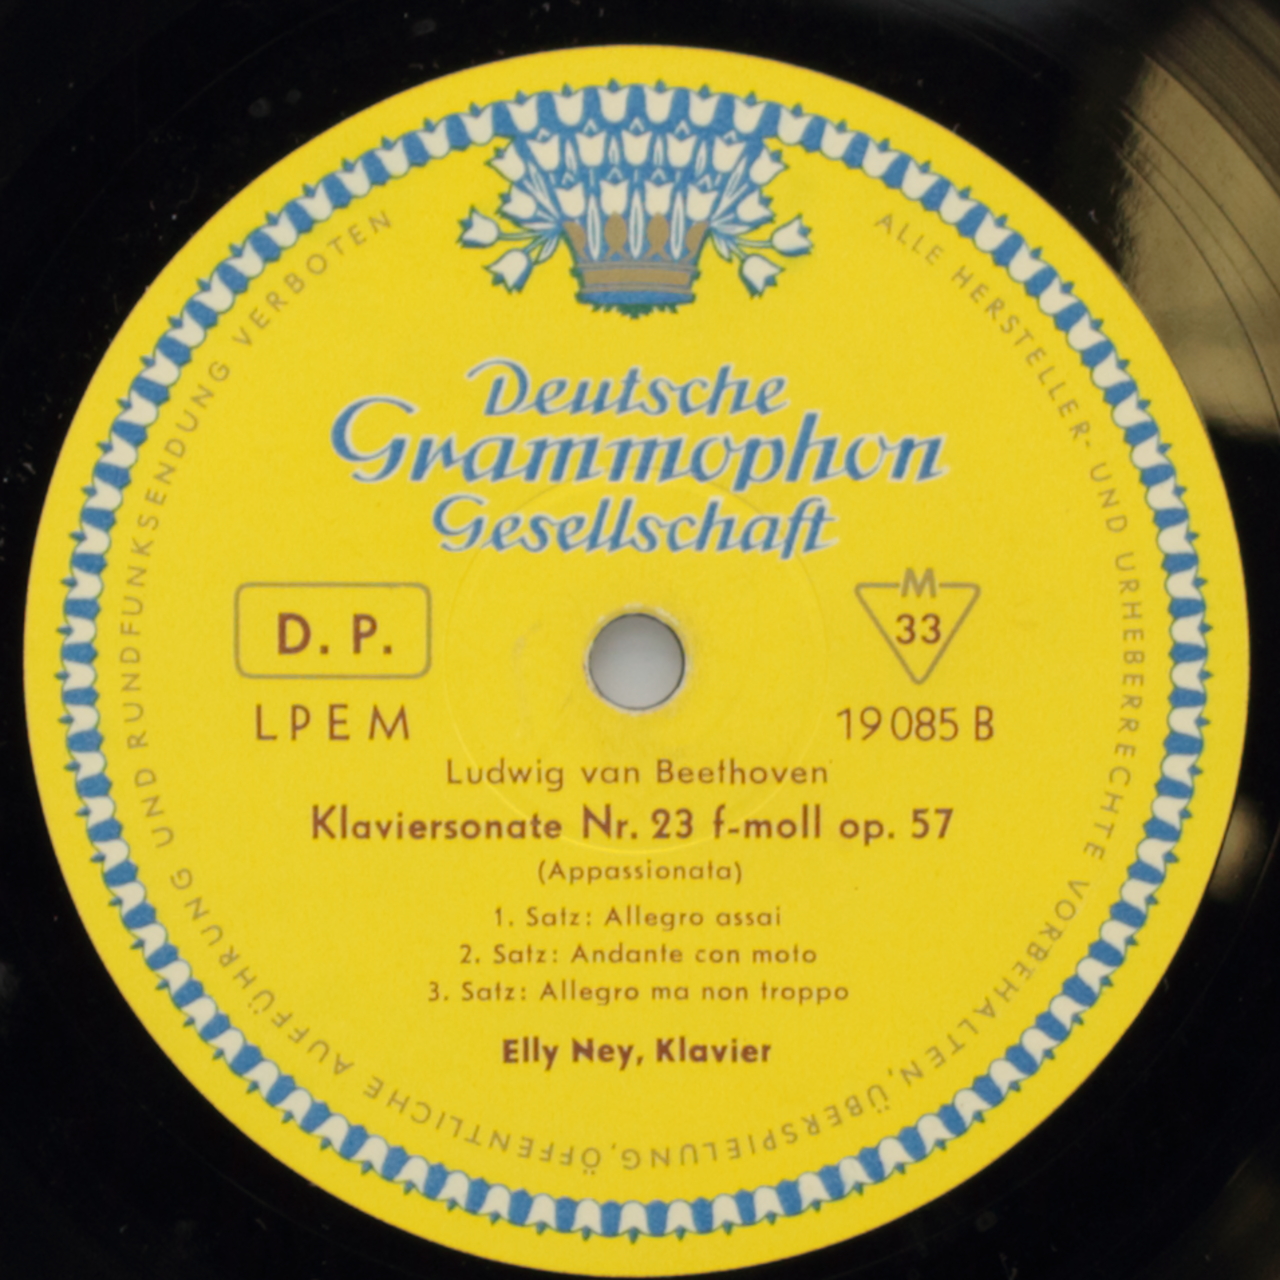 Deutsche
Grammophon
Gesellschaft
D. P.
M
33
LPEM
19 085 B
Ludwig van Beethoven
Klaviersonate Nr. 23 f-moll op. 57
(Appassionata)
1. Satz: Allegro assai
2. Satz: Andante con moto
3. Satz: Allegro ma non troppo
Elly Ney, Klavier
ALLE HERSTELLER- UND URHEBERRECHTE VORBEHALTEN, ÜBERSPIELUNG, ÖFFENTLICHE AUFFÜHRUNG UND RUNDFUNKSENDUNG VERBOTEN